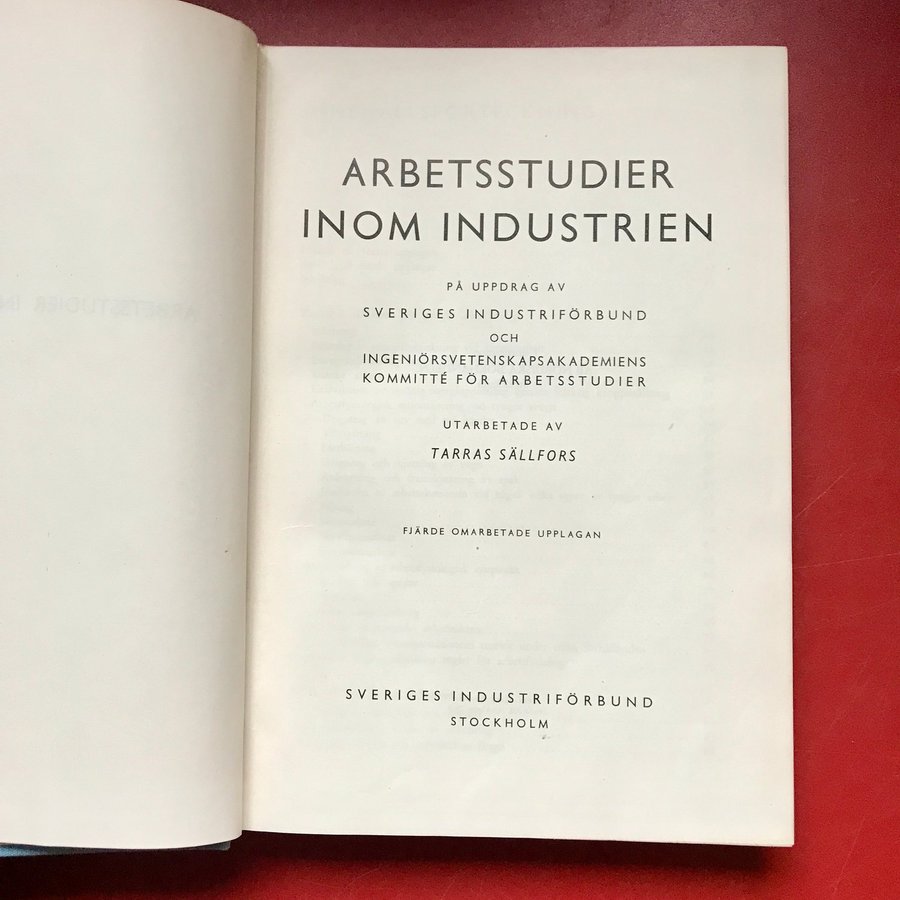 ARBETSSTUDIER
INOM INDUSTRIEN
PÅ UPPDRAG AV
SVERIGES INDUSTRIFÖRBUND
OCH
INGENIÖRSVETENSKAPSAKADEMIENS
KOMMITTÉ FÖR ARBETSSTUDIER
UTARBETADE AV
TARRAS SÄLLFORS
FJÄRDE OMARBETADE UPPLAGAN
SVERIGES INDUSTRIFÖRBUND
STOCKHOLM